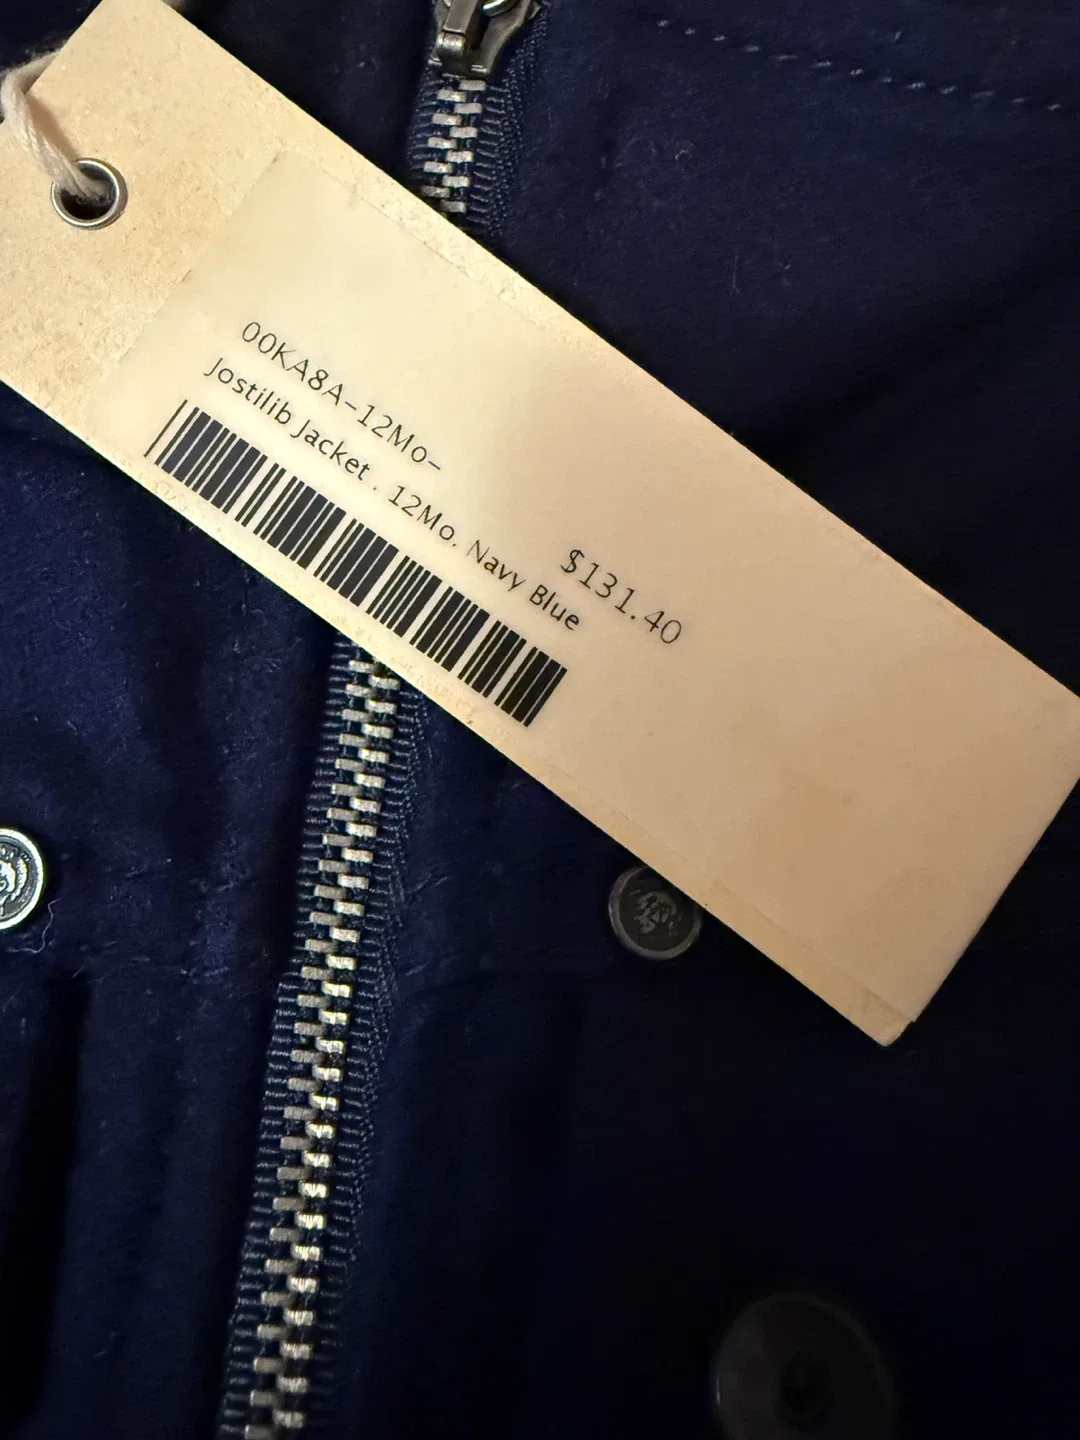 00KA8A-12Mo-
Jostilib Jacket . 12Mo. Navy Blue
$131.40